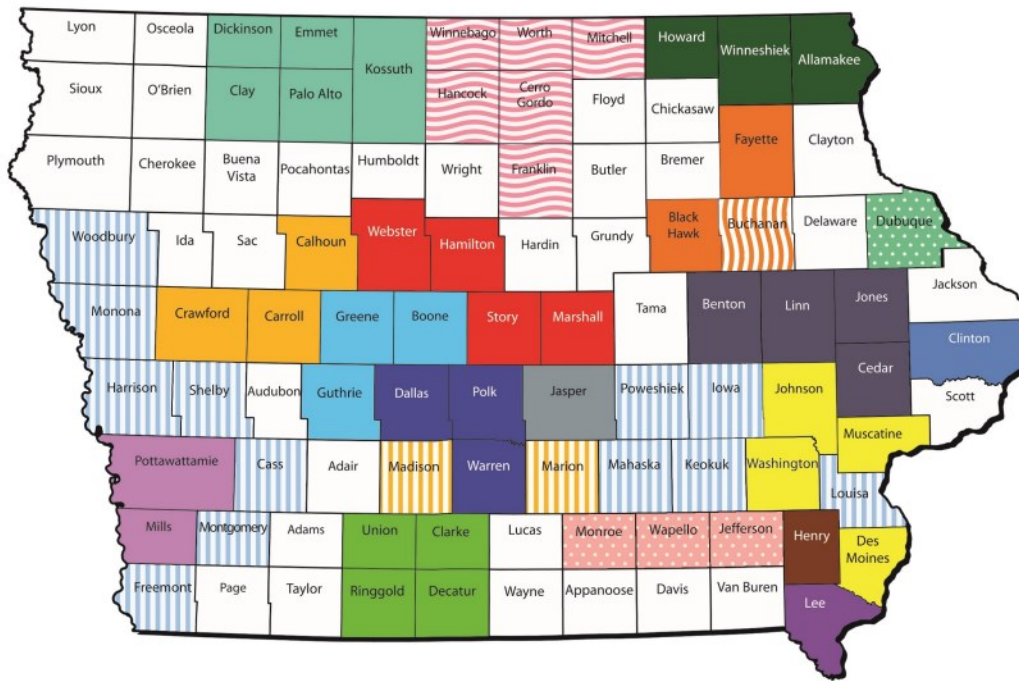 Lyon
Osceola
Dickinson
Emmet
Kossuth
Winnebago
Worth
Mitchell
Howard
Winneshiek
Allamakee
Sioux
O'Brien
Clay
Palo Alto
Hancock
Cerro
Gordo
Floyd
Chickasaw
Fayette
Clayton
Plymouth
Cherokee
Buena
Vista
Pocahontas
Humboldt
Wright
Franklin
Butler
Bremer
Woodbury
Ida
Sac
Calhoun
Webster
Hamilton
Hardin
Grundy
Black
Hawk
Buchanan
Delaware
Dubuque
Jackson
Monona
Crawford
Carroll
Greene
Boone
Story
Marshall
Tama
Benton
Linn
Jones
Clinton
Cedar
Harrison
Shelby
Audubon
Guthrie
Dallas
Polk
Jasper
Poweshiek
Iowa
Johnson
Scott
Muscatine
Pottawattamie
Cass
Adair
Madison
Warren
Marion
Mahaska
Keokuk
Washington
Louisa
Mills
Montgomery
Adams
Union
Clarke
Lucas
Monroe
Wapello
Jefferson
Henry
Des
Moines
Freemont
Page
Taylor
Ringgold
Decatur
Wayne
Appanoose
Davis
Van Buren
Lee